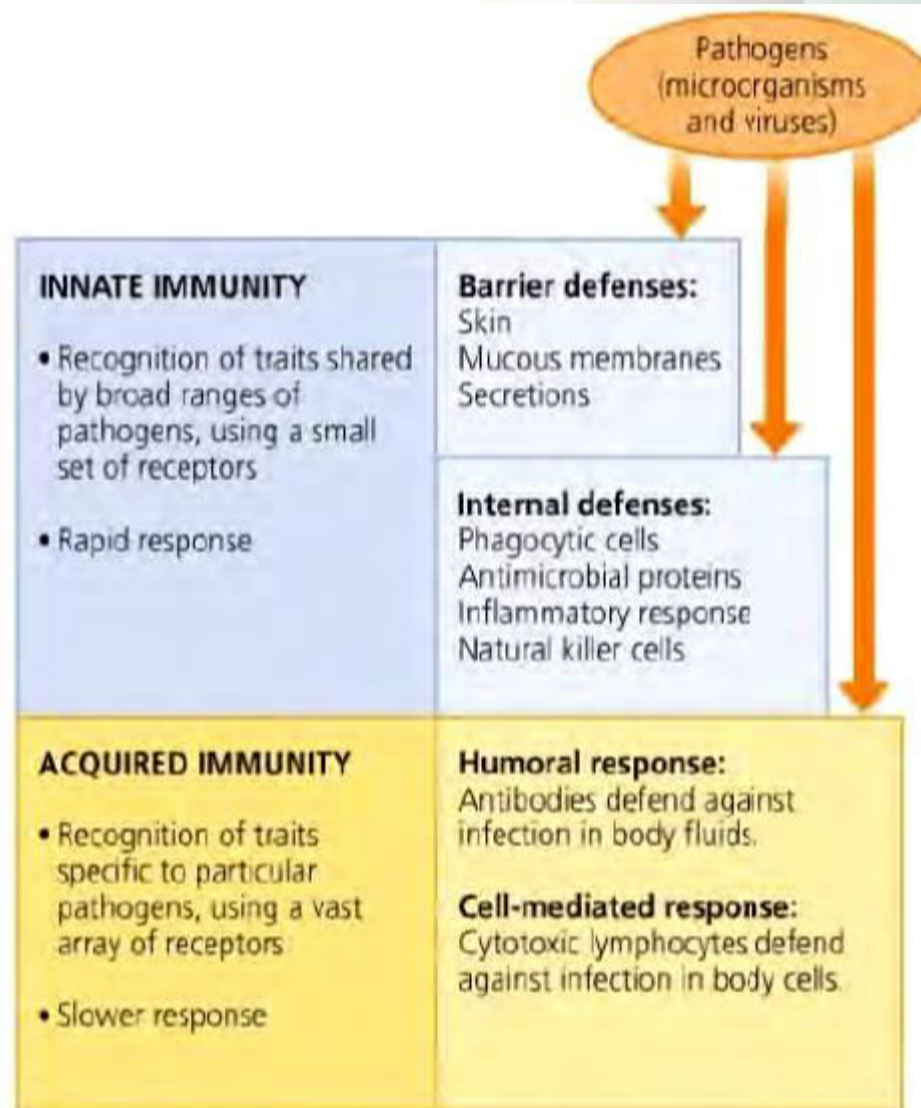 Pathogens
(microorganisms
and viruses)
INNATE IMMUNITY
• Recognition of traits shared
by broad ranges of
pathogens, using a small
set of receptors
• Rapid response
Barrier defenses:
Skin
Mucous membranes
Secretions
Internal defenses:
Phagocytic cells
Antimicrobial proteins
Inflammatory response
Natural killer cells
ACQUIRED IMMUNITY
• Recognition of traits
specific to particular
pathogens, using a vast
array of receptors
• Slower response
Humoral response:
Antibodies defend against
infection in body fluids.
Cell-mediated response:
Cytotoxic lymphocytes defend
against infection in body cells.